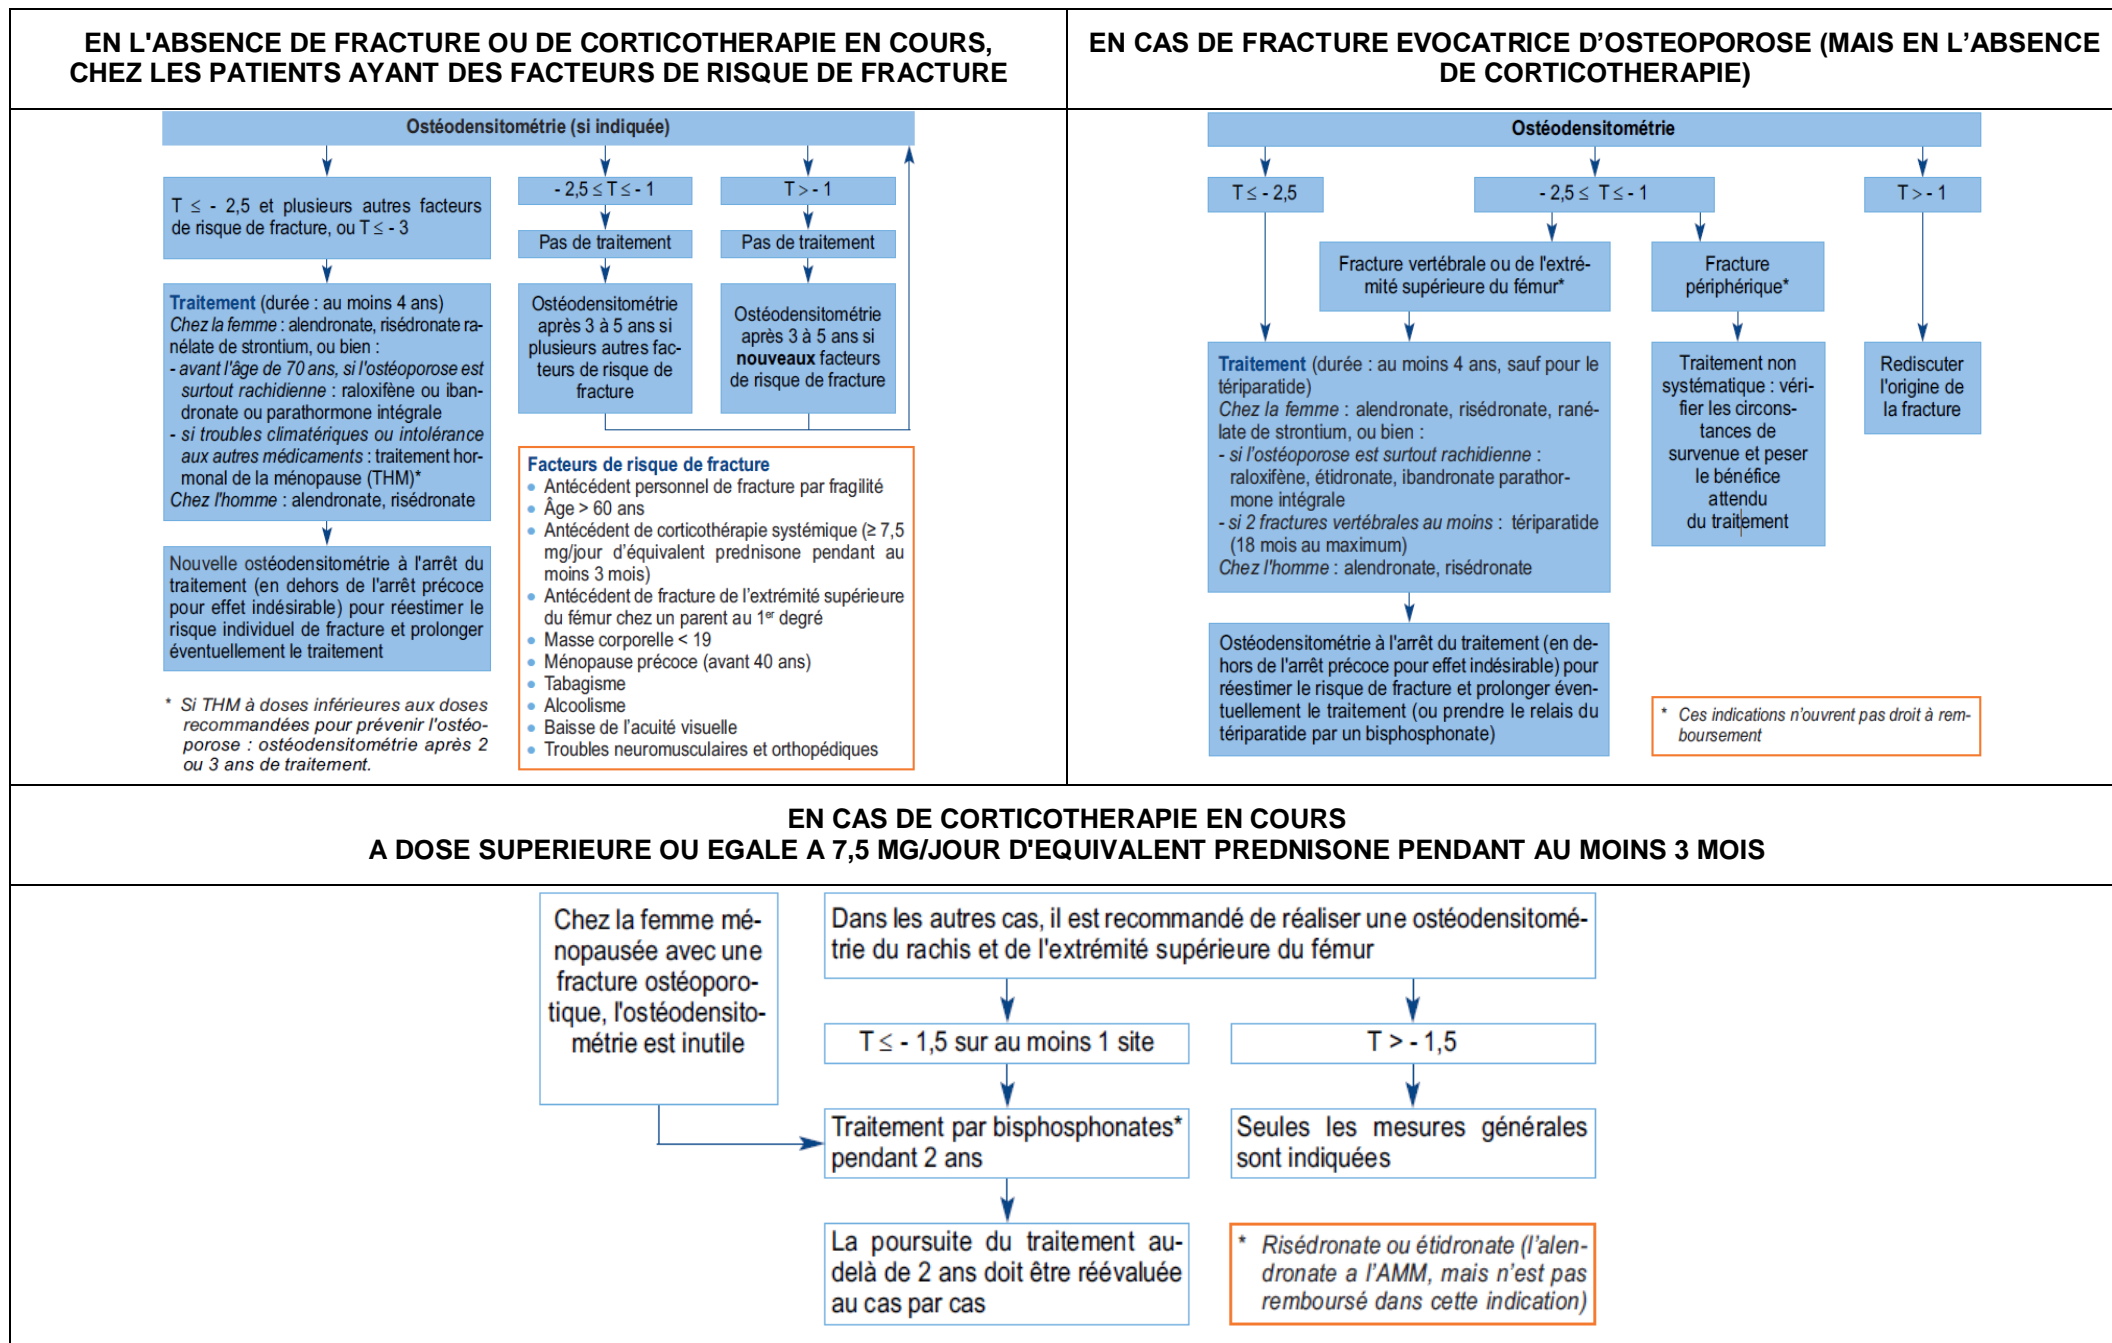 EN L'ABSENCE DE FRACTURE OU DE CORTICOTHERAPIE EN COURS,
CHEZ LES PATIENTS AYANT DES FACTEURS DE RISQUE DE FRACTURE
Ostéodensitométrie (si indiquée)
T ≤ - 2,5 et plusieurs autres facteurs
de risque de fracture, ou T ≤ - 3
- 2,5 ≤ T ≤ - 1
T > - 1
Pas de traitement
Pas de traitement
Traitement (durée : au moins 4 ans)
Chez la femme : alendronate, risédronate ra-
nélate de strontium, ou bien :
- avant l'âge de 70 ans, si l'ostéoporose est
surtout rachidienne : raloxifène ou iban-
dronate ou parathormone intégrale
- si troubles climatériques ou intolérance
aux autres médicaments : traitement hor-
monal de la ménopause (THM)*
Chez l'homme : alendronate, risédronate
Ostéodensitométrie
après 3 à 5 ans si
plusieurs autres fac-
teurs de risque de
fracture
Ostéodensitométrie
après 3 à 5 ans si
nouveaux facteurs
de risque de fracture
Nouvelle ostéodensitométrie à l'arrêt du
traitement (en dehors de l'arrêt précoce
pour effet indésirable) pour réestimer le
risque individuel de fracture et prolonger
éventuellement le traitement
* Si THM à doses inférieures aux doses
recommandées pour prévenir l'ostéo-
porose : ostéodensitométrie après 2
ou 3 ans de traitement.
Facteurs de risque de fracture
• Antécédent personnel de fracture par fragilité
• Âge > 60 ans
• Antécédent de corticothérapie systémique (≥ 7,5
mg/jour d'équivalent prednisone pendant au
moins 3 mois)
• Antécédent de fracture de l'extrémité supérieure
du fémur chez un parent au 1er degré
• Masse corporelle < 19
• Ménopause précoce (avant 40 ans)
• Tabagisme
• Alcoolisme
• Baisse de l'acuité visuelle
• Troubles neuromusculaires et orthopédiques
EN CAS DE FRACTURE EVOCATRICE D'OSTEOPOROSE (MAIS EN L'ABSENCE
DE CORTICOTHERAPIE)
Ostéodensitométrie
T ≤ - 2,5
- 2,5 ≤ T ≤ - 1
T > - 1
Fracture vertébrale ou de l'extré-
mité supérieure du fémur*
Fracture
périphérique*
Traitement (durée : au moins 4 ans, sauf pour le
tériparatide)
Chez la femme : alendronate, risédronate, rané-
late de strontium, ou bien :
- si l'ostéoporose est surtout rachidienne :
raloxifène, étidronate, ibandronate parathor-
mone intégrale
- si 2 fractures vertébrales au moins : tériparatide
(18 mois au maximum)
Chez l'homme : alendronate, risédronate
Traitement non
systématique : véri-
fier les circons-
tances de
survenue et peser
le bénéfice
attendu
du traitement
Rediscuter
l'origine de
la fracture
Ostéodensitométrie à l'arrêt du traitement (en de-
hors de l'arrêt précoce pour effet indésirable) pour
réestimer le risque de fracture et prolonger éven-
tuellement le traitement (ou prendre le relais du
tériparatide par un bisphosphonate)
* Ces indications n'ouvrent pas droit à rem-
boursement
EN CAS DE CORTICOTHERAPIE EN COURS
A DOSE SUPERIEURE OU EGALE A 7,5 MG/JOUR D'EQUIVALENT PREDNISONE PENDANT AU MOINS 3 MOIS
Chez la femme mé-
nopausée avec une
fracture ostéoporo-
tique, l'ostéodensito-
métrie est inutile
Dans les autres cas, il est recommandé de réaliser une ostéodensitomé-
trie du rachis et de l'extrémité supérieure du fémur
T ≤ - 1,5 sur au moins 1 site
T > - 1,5
Traitement par bisphosphonates*
pendant 2 ans
Seules les mesures générales
sont indiquées
La poursuite du traitement au-
delà de 2 ans doit être réévaluée
au cas par cas
* Risédronate ou étidronate (l'alen-
dronate a l'AMM, mais n'est pas
remboursé dans cette indication)